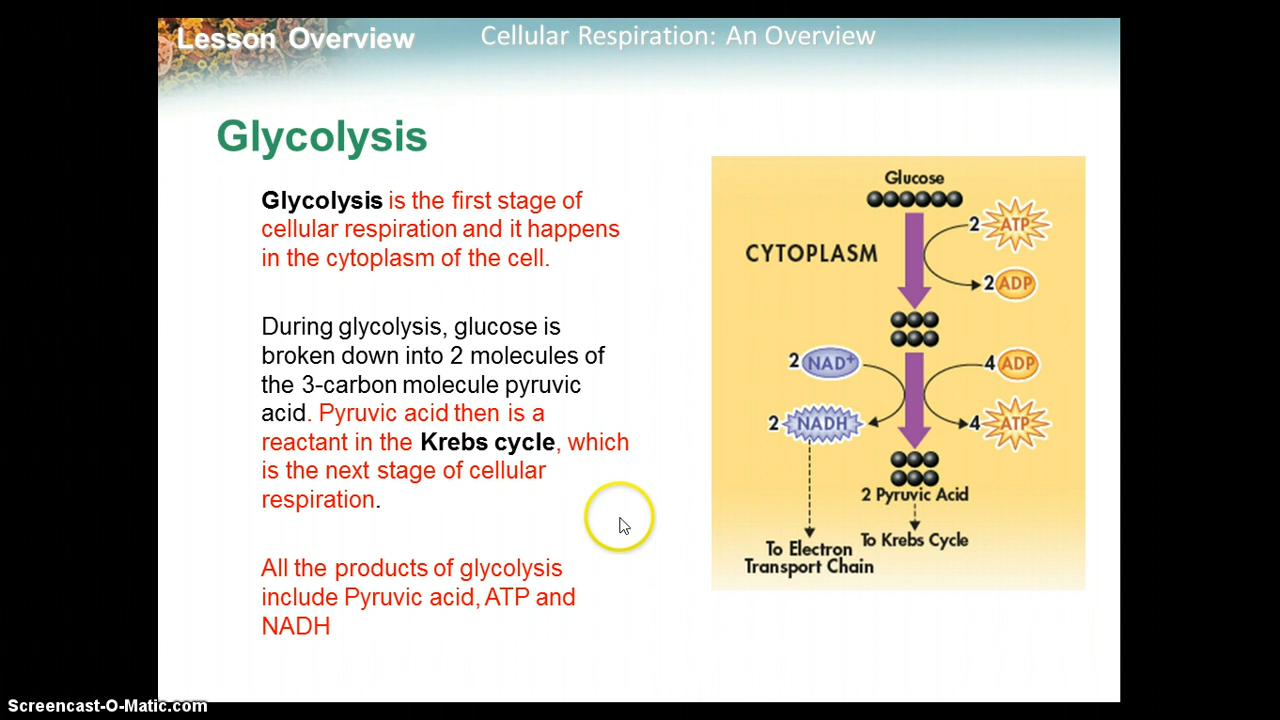 Lesson Overview
Cellular Respiration: An Overview
Glycolysis
Glycolysis is the first stage of
cellular respiration and it happens
in the cytoplasm of the cell.
During glycolysis, glucose is
broken down into 2 molecules of
the 3-carbon molecule pyruvic
acid. Pyruvic acid then is a
reactant in the Krebs cycle, which
is the next stage of cellular
respiration.
All the products of glycolysis
include Pyruvic acid, ATP and
NADH
Glucose
2 ATP
CYTOPLASM
2 ADP
2 NAD+
4 ADP
2 NADH
4 ATP
2 Pyruvic Acid
To Electron
Transport Chain
To Krebs Cycle
Screencast-O-Matic.com